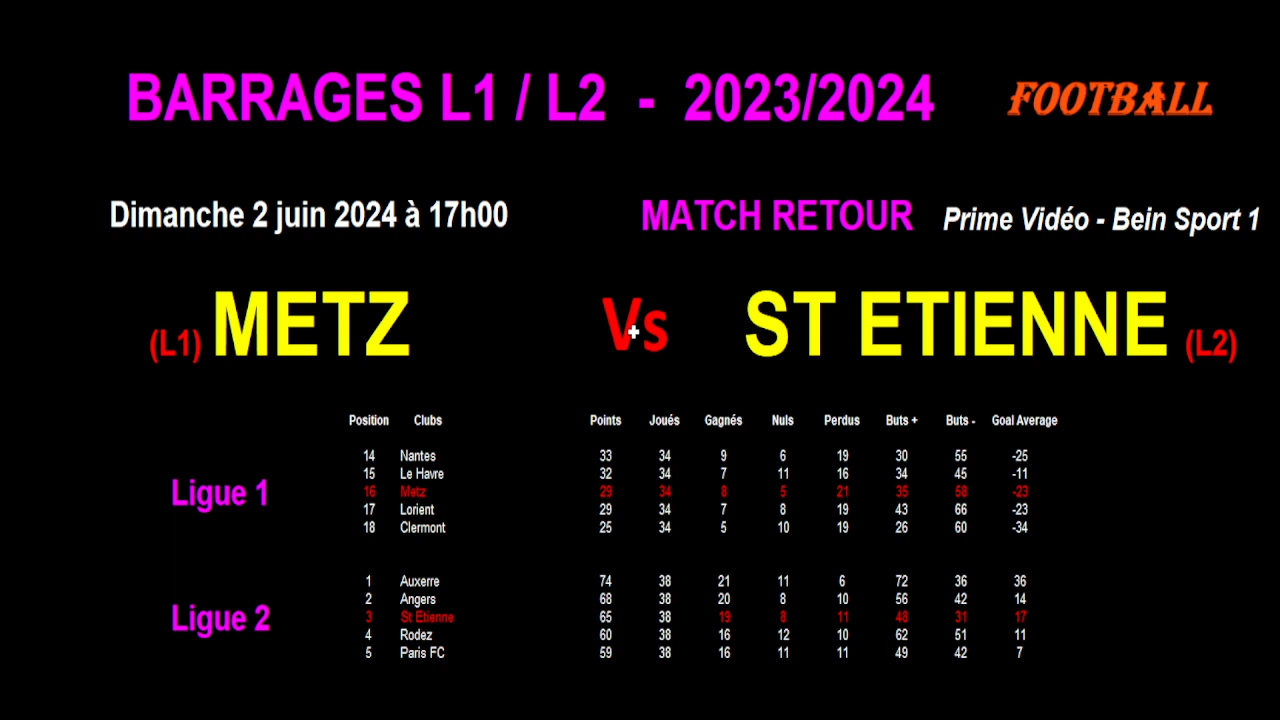 BARRAGES L1 / L2 - 2023/2024 FOOTBALL
Dimanche 2 juin 2024 à 17h00 MATCH RETOUR Prime Vidéo - Bein Sport 1
(L1) METZ Vs ST ETIENNE (L2)
Position Clubs Points Joués Gagnés Nuls Perdus Buts + Buts - Goal Average
14 Nantes 33 34 9 6 19 30 55 -25
15 Le Havre 32 34 7 11 16 34 45 -11
Ligue 1 16 Metz 29 34 8 5 21 35 58 -23
17 Lorient 29 34 7 8 19 43 66 -23
18 Clermont 25 34 5 10 19 26 60 -34
1 Auxerre 74 38 21 11 6 72 36 36
2 Angers 68 38 20 8 10 56 42 14
Ligue 2 3 St Etienne 65 38 19 8 11 48 31 17
4 Rodez 60 38 16 12 10 62 51 11
5 Paris FC 59 38 16 11 11 49 42 7